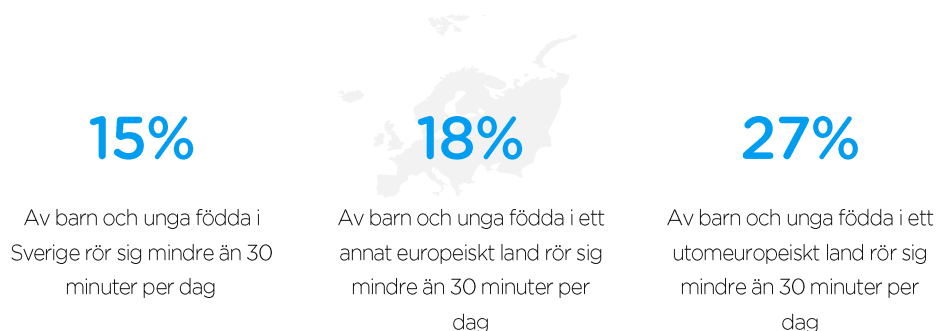 15%
Av barn och unga födda i
Sverige rör sig mindre än 30
minuter per dag
18%
Av barn och unga födda i ett
annat europeiskt land rör sig
mindre än 30 minuter per
dag
27%
Av barn och unga födda i ett
utomeuropeiskt land rör sig
mindre än 30 minuter per
dag